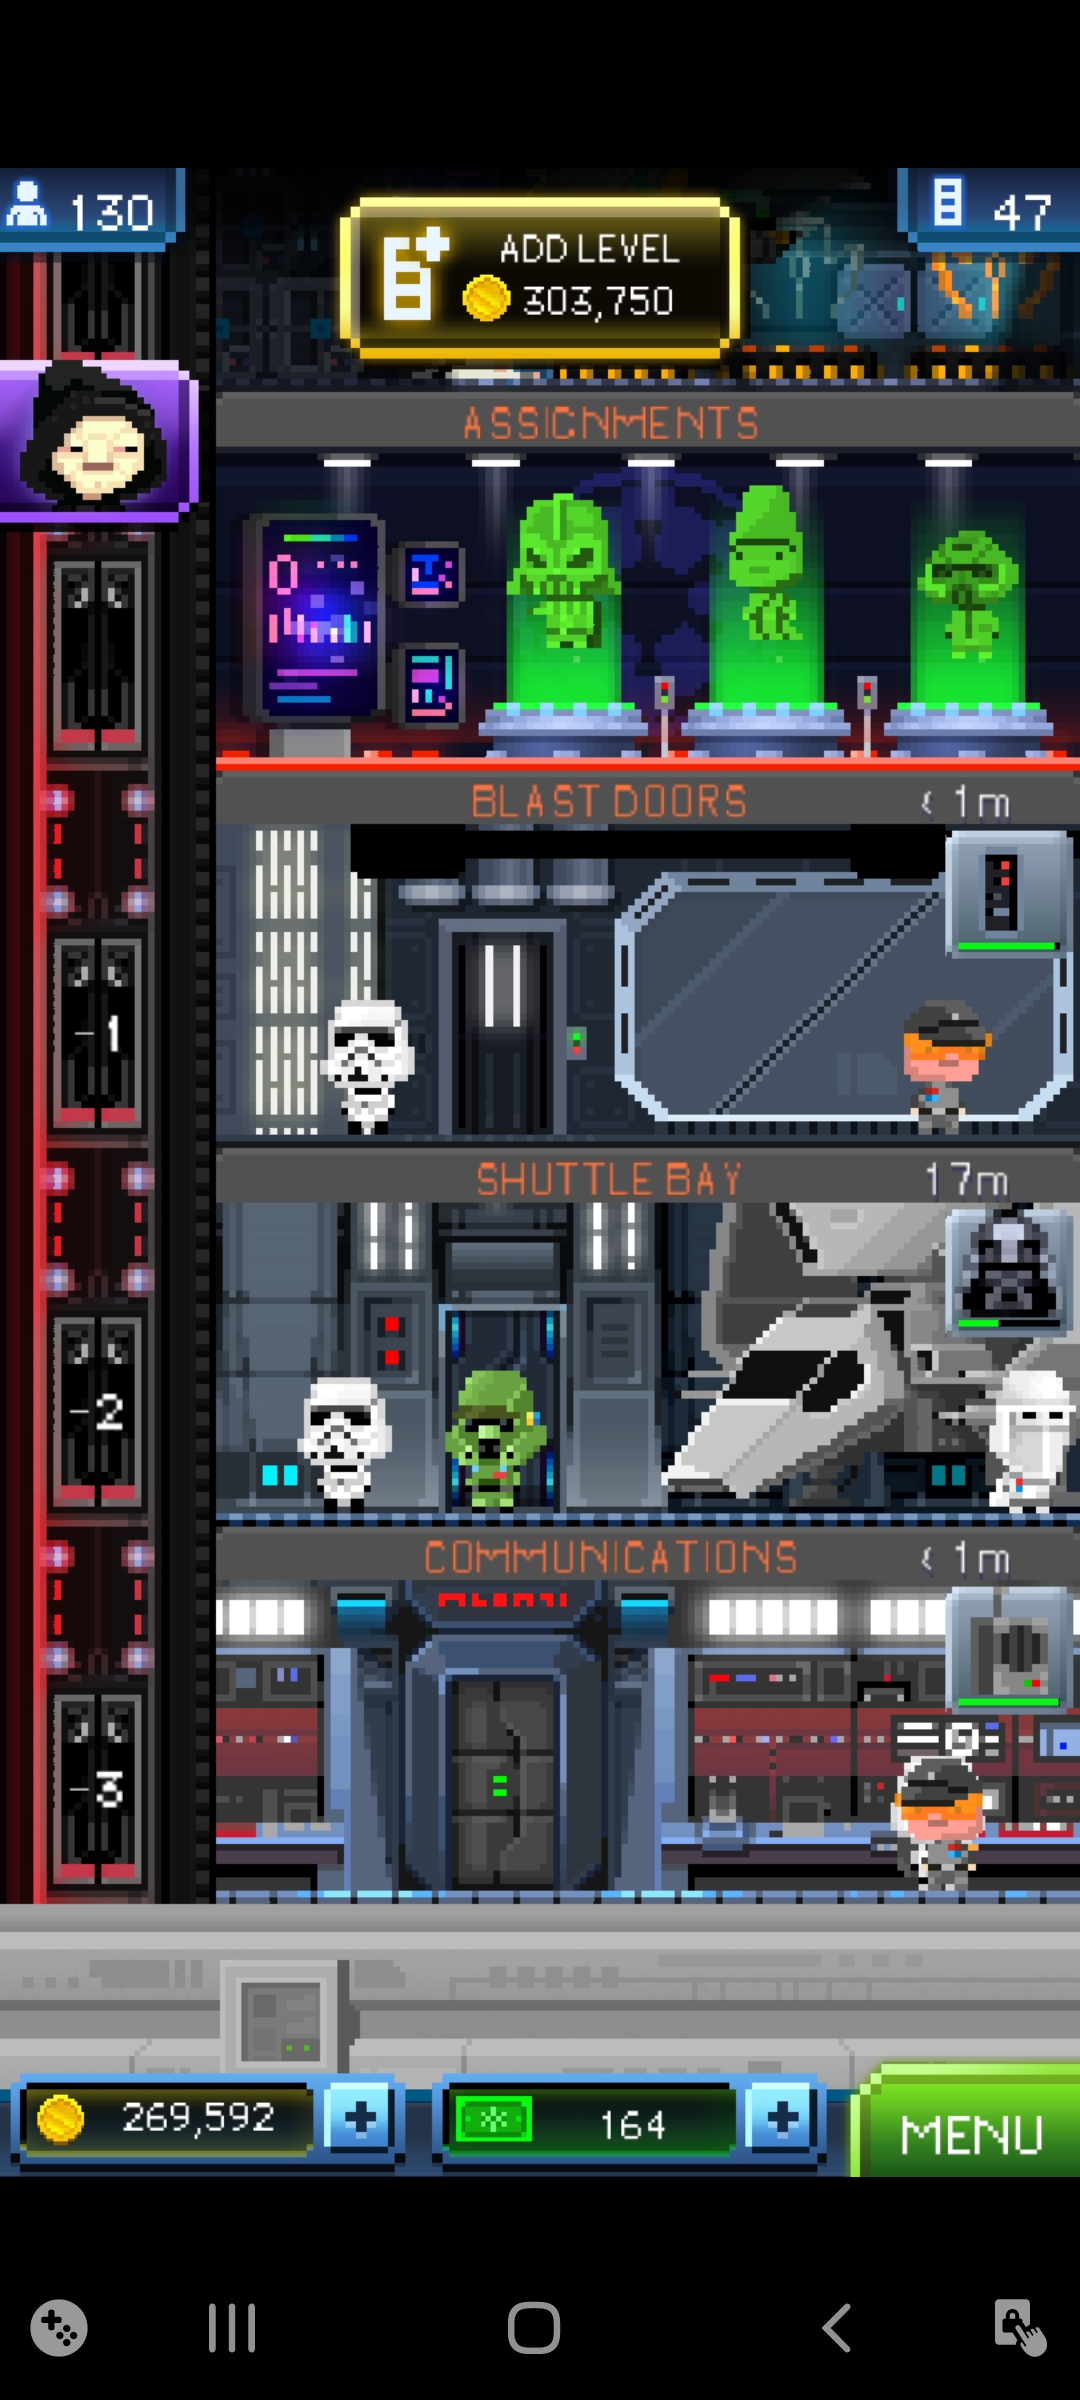 130
ADD LEVEL
303,750
47
ASSIGNMENTS
BLAST DOORS
< 1m
-1
SHUTTLE BAY
17m
-2
COMMUNICATIONS
< 1m
-3
269,592
164
MENU